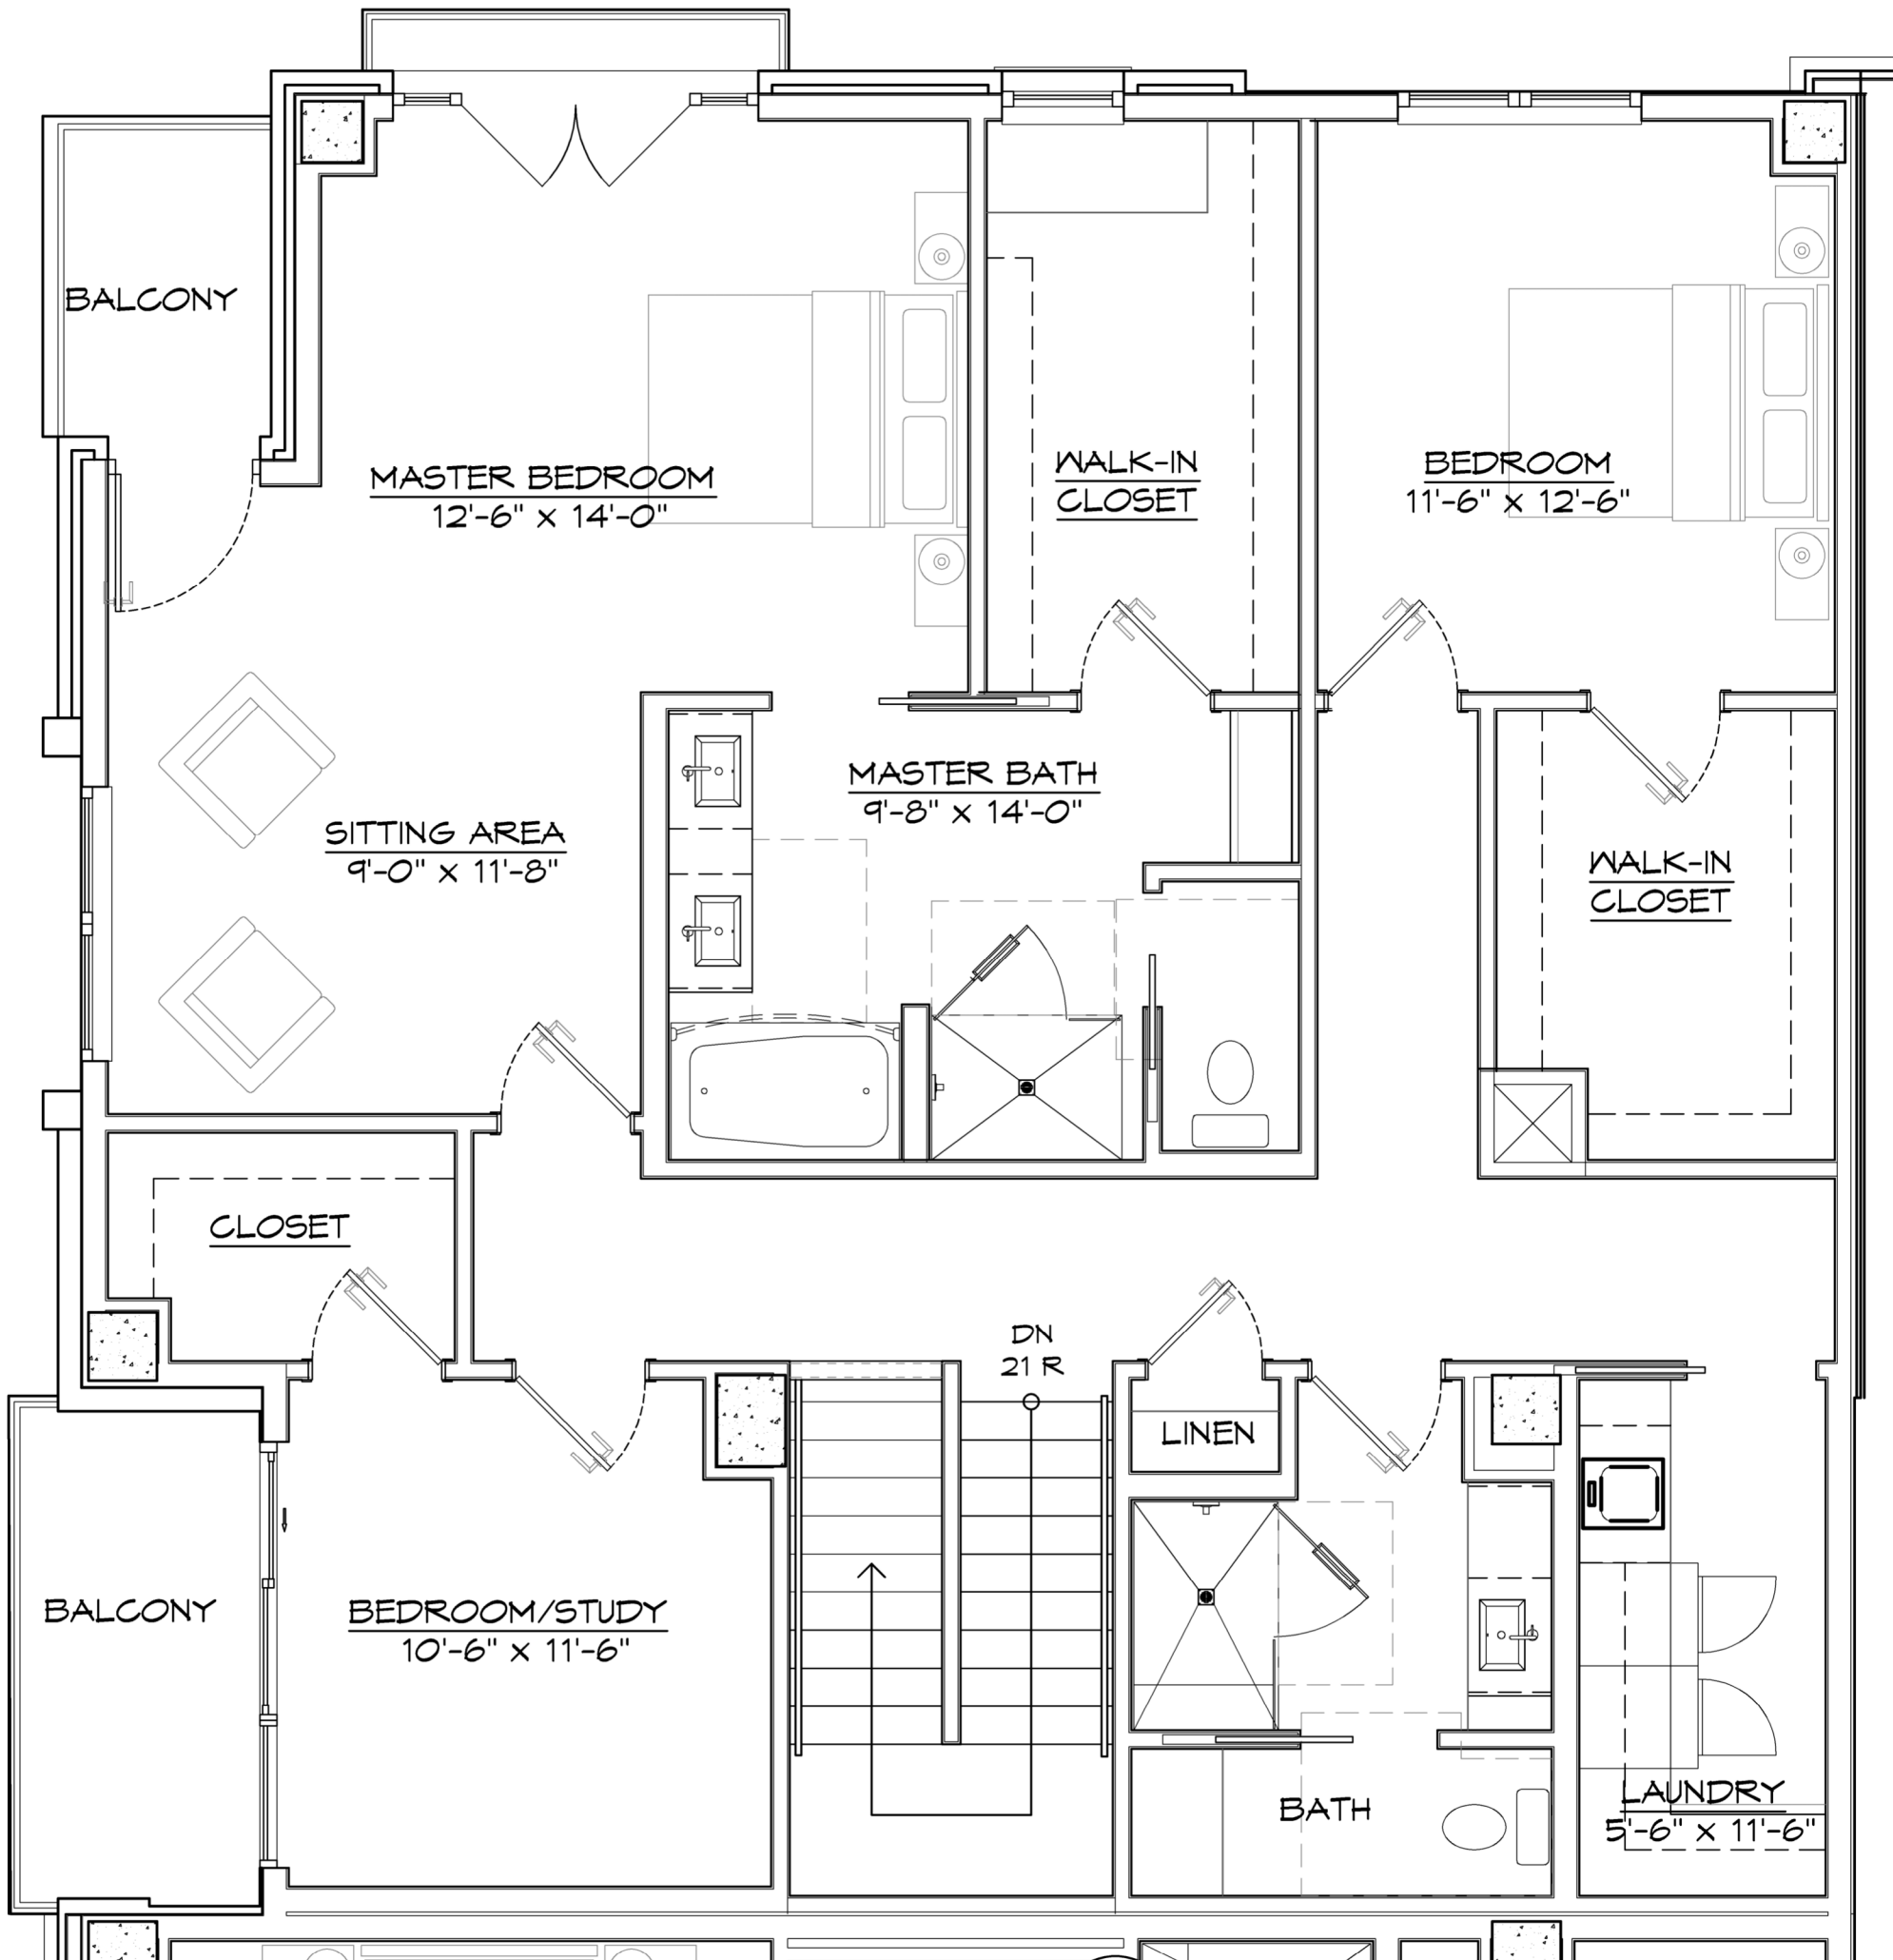 BALCONY
MASTER BEDROOM
12'-6" x 14'-0"
WALK-IN
CLOSET
BEDROOM
11'-6" x 12'-6"
MASTER BATH
9'-8" x 14'-0"
SITTING AREA
9'-0" x 11'-8"
WALK-IN
CLOSET
CLOSET
DN
21 R
LINEN
BALCONY
BEDROOM/STUDY
10'-6" x 11'-6"
BATH
LAUNDRY
5'-6" x 11'-6"